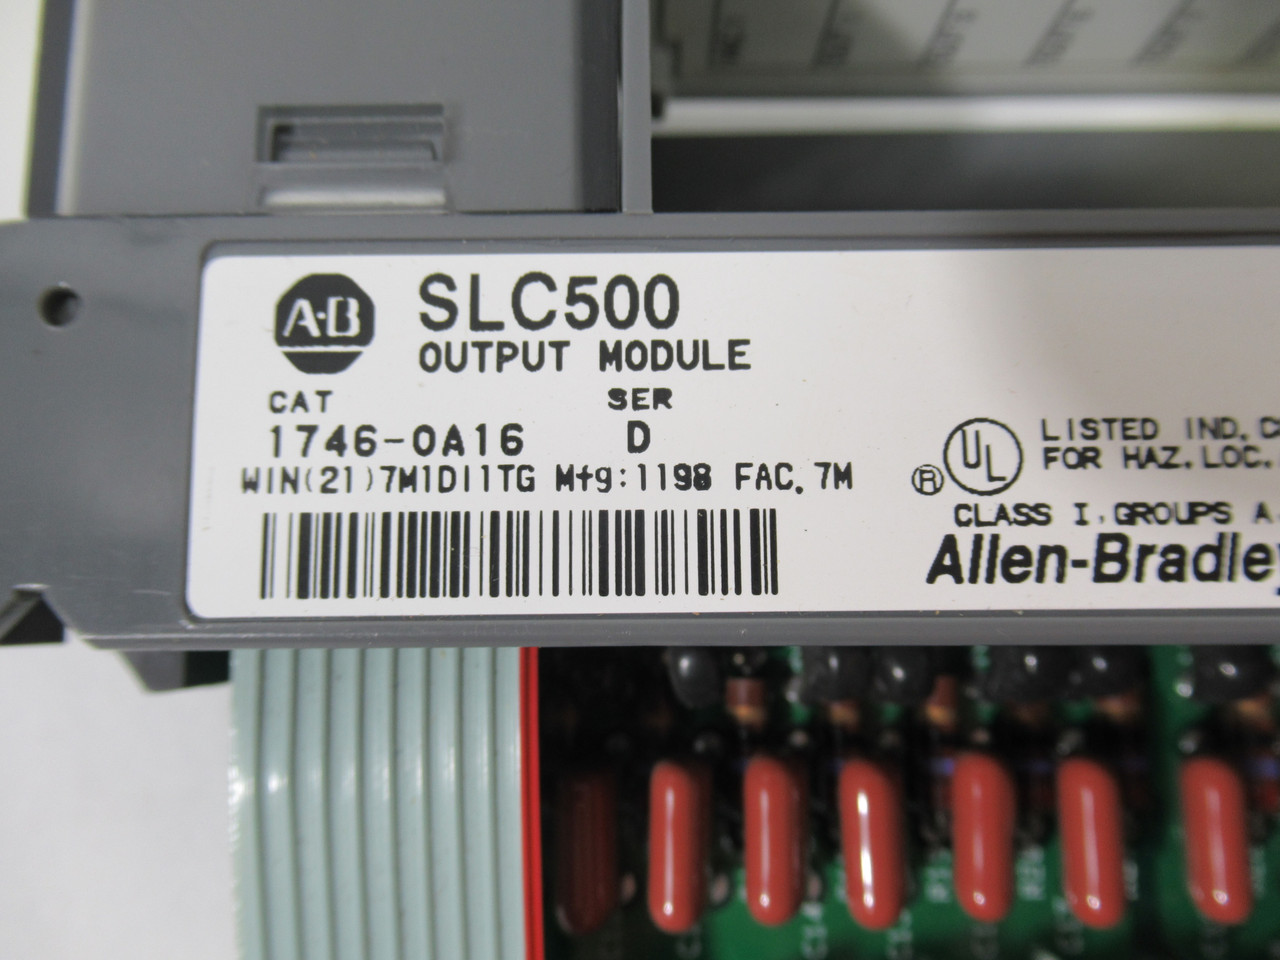 A·B
SLC500
OUTPUT MODULE
CAT SER
1746-OA16 D
WIN(21)7M1D11TG Mfg:1198 FAC. 7M
UL
®
LISTED IND. C
FOR HAZ. LOC.
CLASS I, GROUPS A,
Allen-Bradley